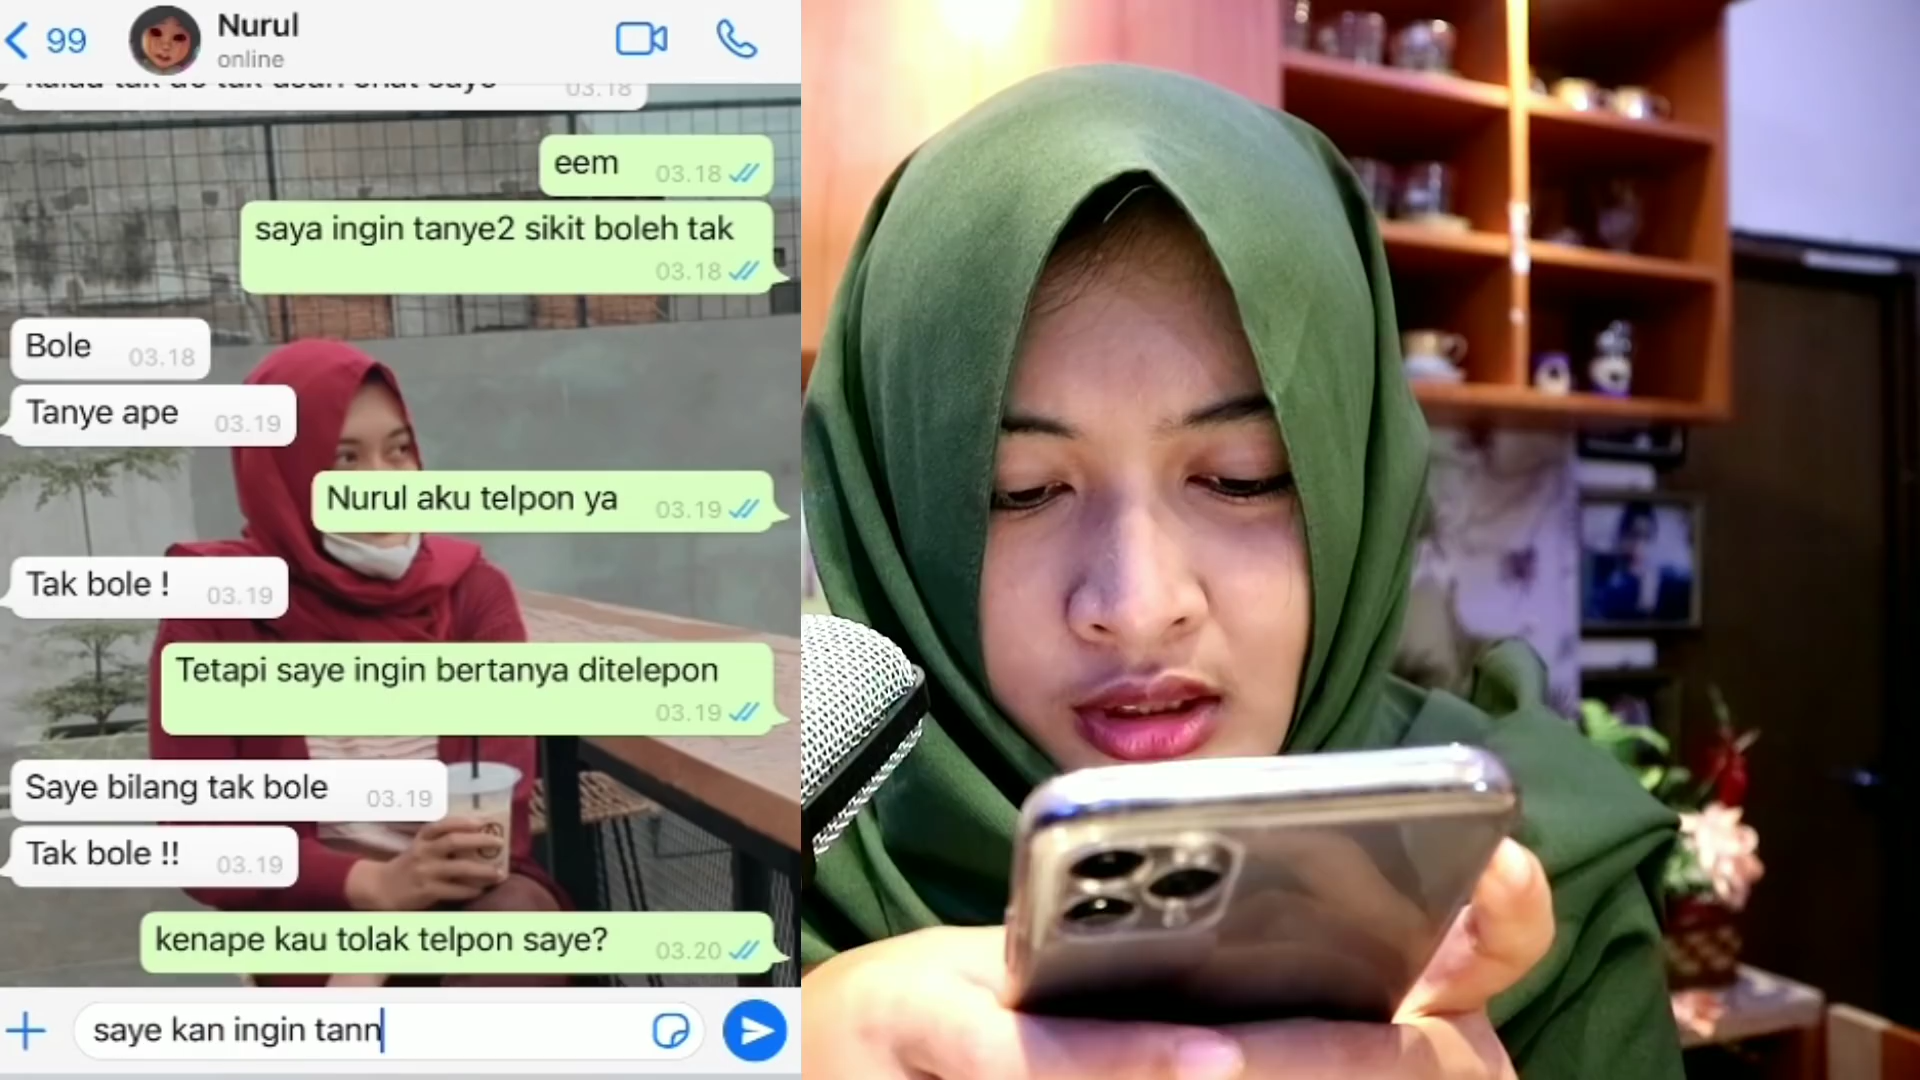 99
Nurul
online
03.18
eem 03.18
saya ingin tanye2 sikit boleh tak
03.18
Bole 03.18
Tanye ape 03.19
Nurul aku telpon ya 03.19
Tak bole ! 03.19
Tetapi saye ingin bertanya ditelepon
03.19
Saye bilang tak bole 03.19
Tak bole !! 03.19
kenape kau tolak telpon saye? 03.20
saye kan ingin tann